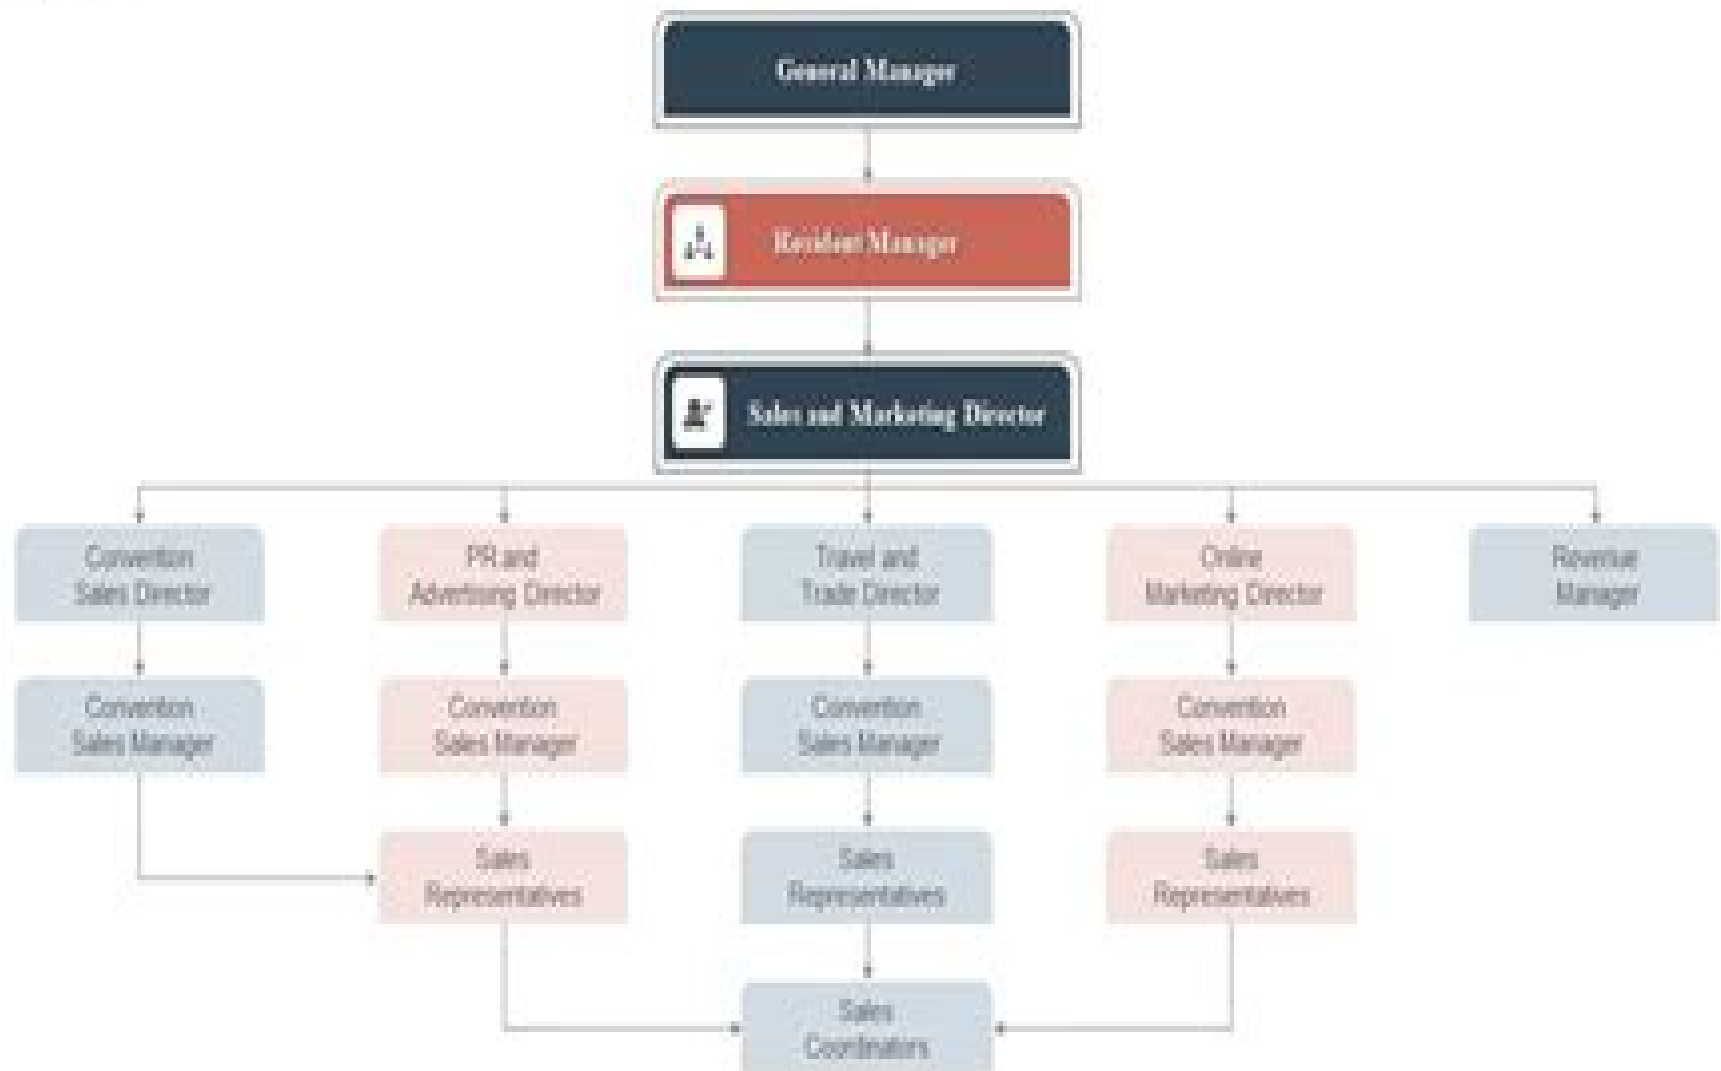 General Manager
Resident Manager
Sales and Marketing Director
Convention
Sales Director
PR and
Advertising Director
Travel and
Trade Director
Online
Marketing Director
Revenue
Manager
Convention
Sales Manager
Convention
Sales Manager
Convention
Sales Manager
Convention
Sales Manager
Sales
Representatives
Sales
Representatives
Sales
Representatives
Sales
Coordinators